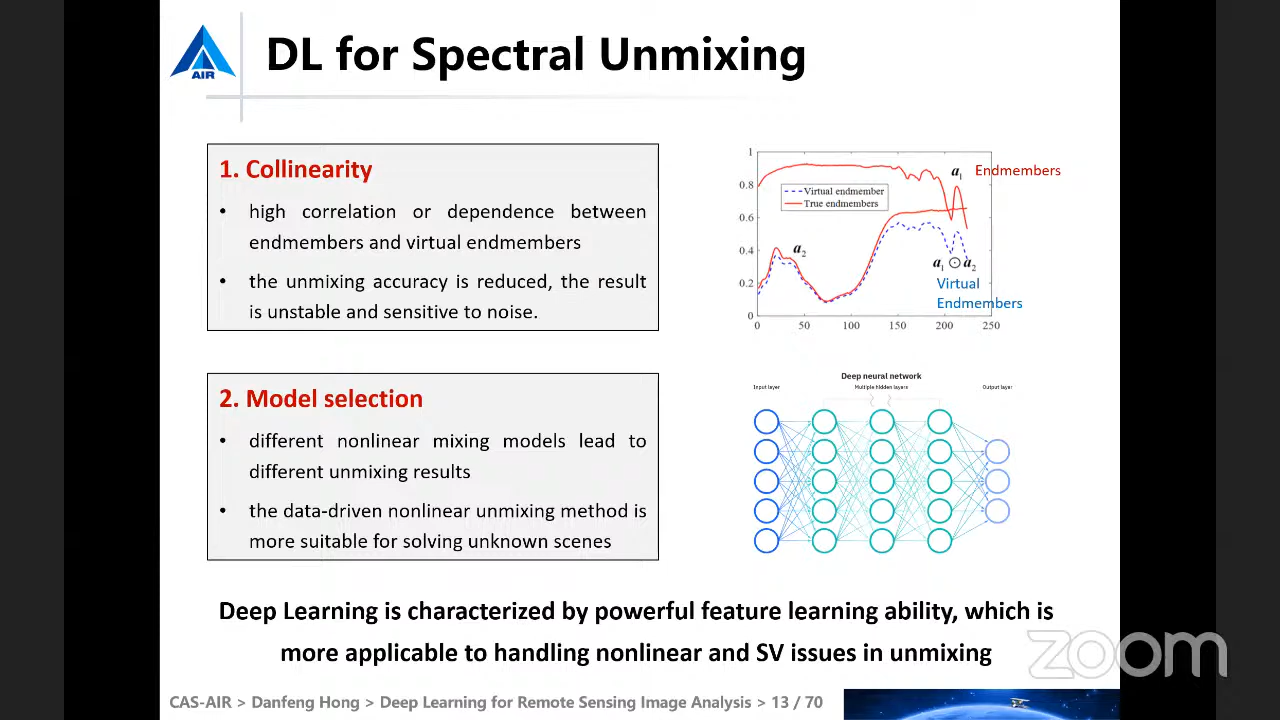 AIR
DL for Spectral Unmixing
1. Collinearity
• high correlation or dependence between
endmembers and virtual endmembers
• the unmixing accuracy is reduced, the result
is unstable and sensitive to noise.
1
0.8
0.6
0.4
0.2
0
0 50 100 150 200 250
Virtual endmember
True endmembers
a1 Endmembers
a2
a1 ⊙ a2
Virtual
Endmembers
2. Model selection
• different nonlinear mixing models lead to
different unmixing results
• the data-driven nonlinear unmixing method is
more suitable for solving unknown scenes
Deep neural network
Input layer Multiple hidden layers Output layer
Deep Learning is characterized by powerful feature learning ability, which is
more applicable to handling nonlinear and SV issues in unmixing
zoom
CAS-AIR > Danfeng Hong > Deep Learning for Remote Sensing Image Analysis > 13 / 70